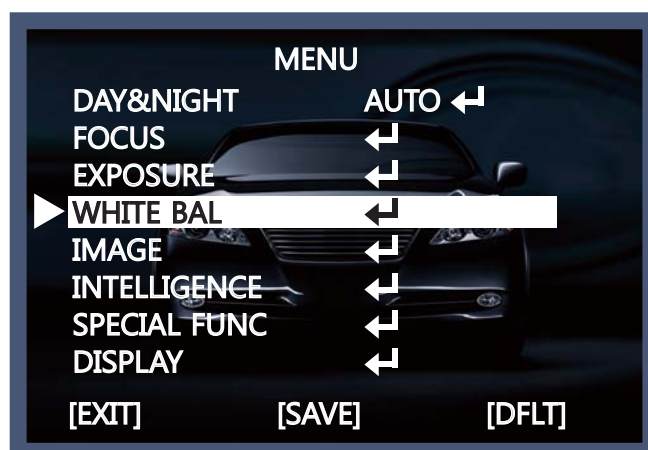 MENU
DAY&NIGHT AUTO ↵
FOCUS ↵
EXPOSURE ↵
WHITE BAL ↵
IMAGE ↵
INTELLIGENCE ↵
SPECIAL FUNC ↵
DISPLAY ↵
[EXIT] [SAVE] [DFLT]